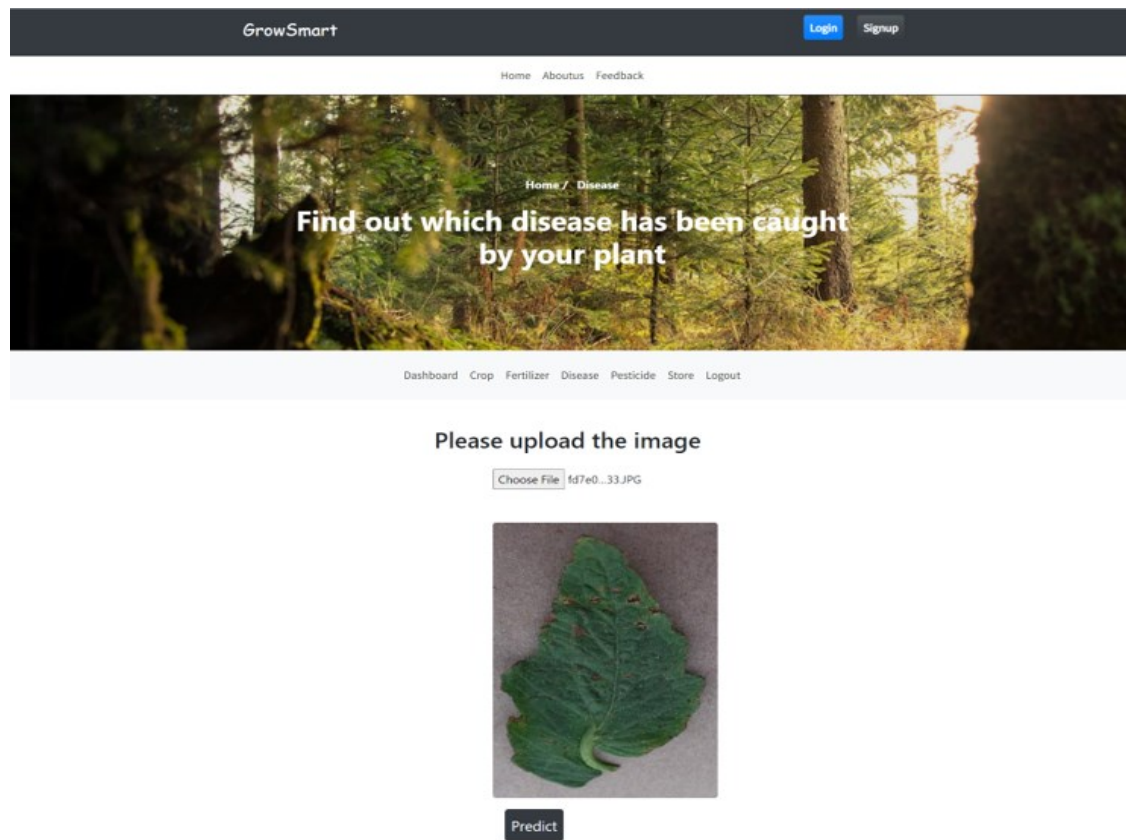 GrowSmart
Login Signup
Home Aboutus Feedback
Home / Disease
Find out which disease has been caught
by your plant
Dashboard Crop Fertilizer Disease Pesticide Store Logout
Please upload the image
Choose File fd7e0...33.JPG
Predict